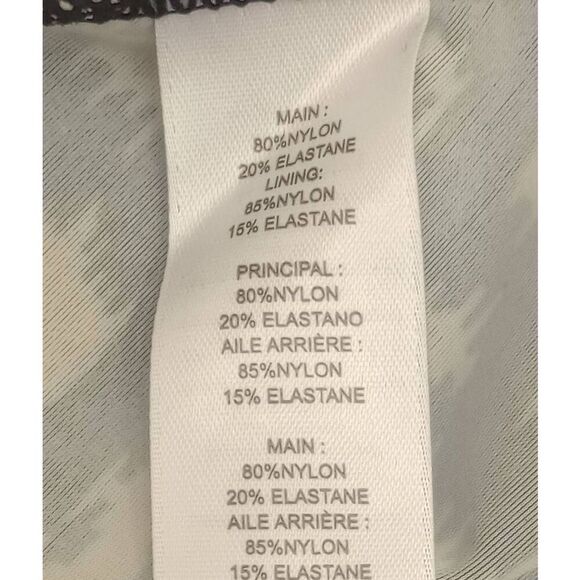 MAIN :
80%NYLON
20% ELASTANE
LINING:
85%NYLON
15% ELASTANE
PRINCIPAL :
80%NYLON
20% ELASTANO
AILE ARRIÈRE :
85%NYLON
15% ELASTANE
MAIN :
80%NYLON
20% ELASTANE
AILE ARRIÈRE :
85%NYLON
15% ELASTANE